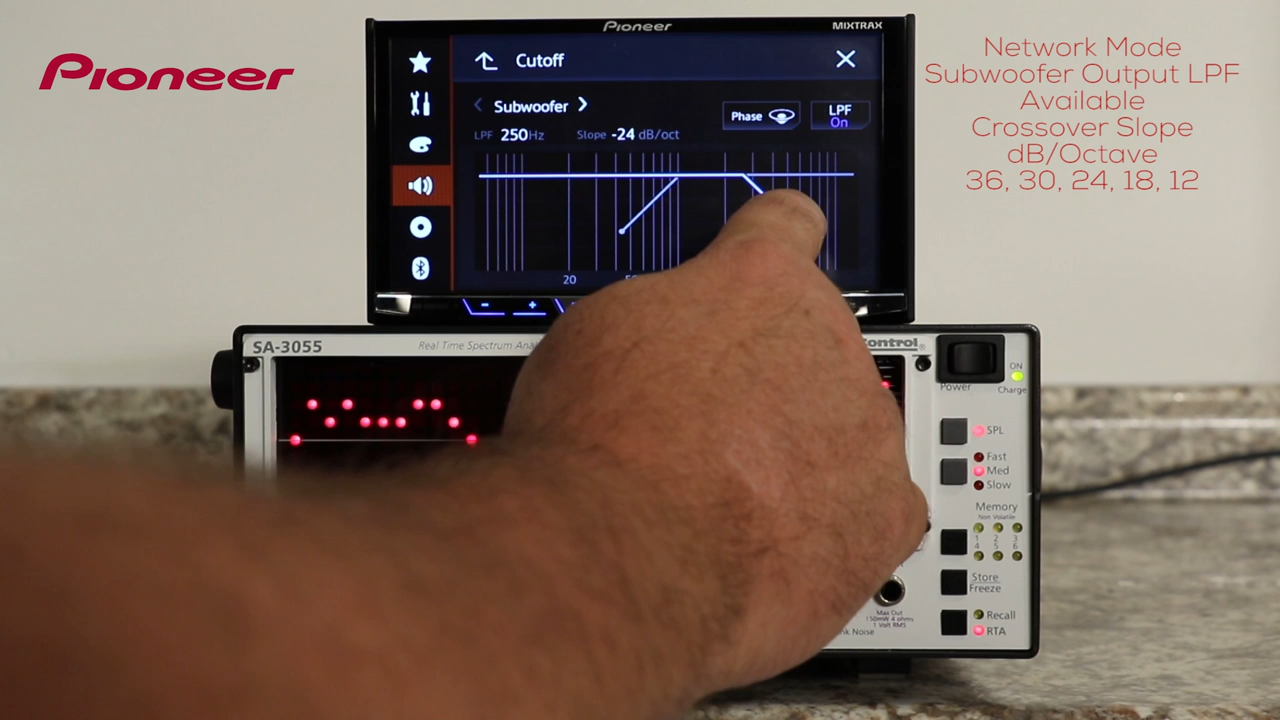 Pioneer
Network Mode
Subwoofer Output LPF
Available
Crossover Slope
dB/Octave
36, 30, 24, 18, 12
Pioneer
MIXTRAX
Cutoff
Subwoofer
Phase
LPF
On
LPF 250Hz
Slope -24 dB/oct
20
SA-3055
Real Time Spectrum
ontrol
Power
ON
Charge
SPL
Fast
Med
Slow
Memory
Non Volatile
1 2 3
4 5 6
Store
Freeze
Recall
RTA
Max Out
150mW 4 ohms
1 Volt RMS
Noise